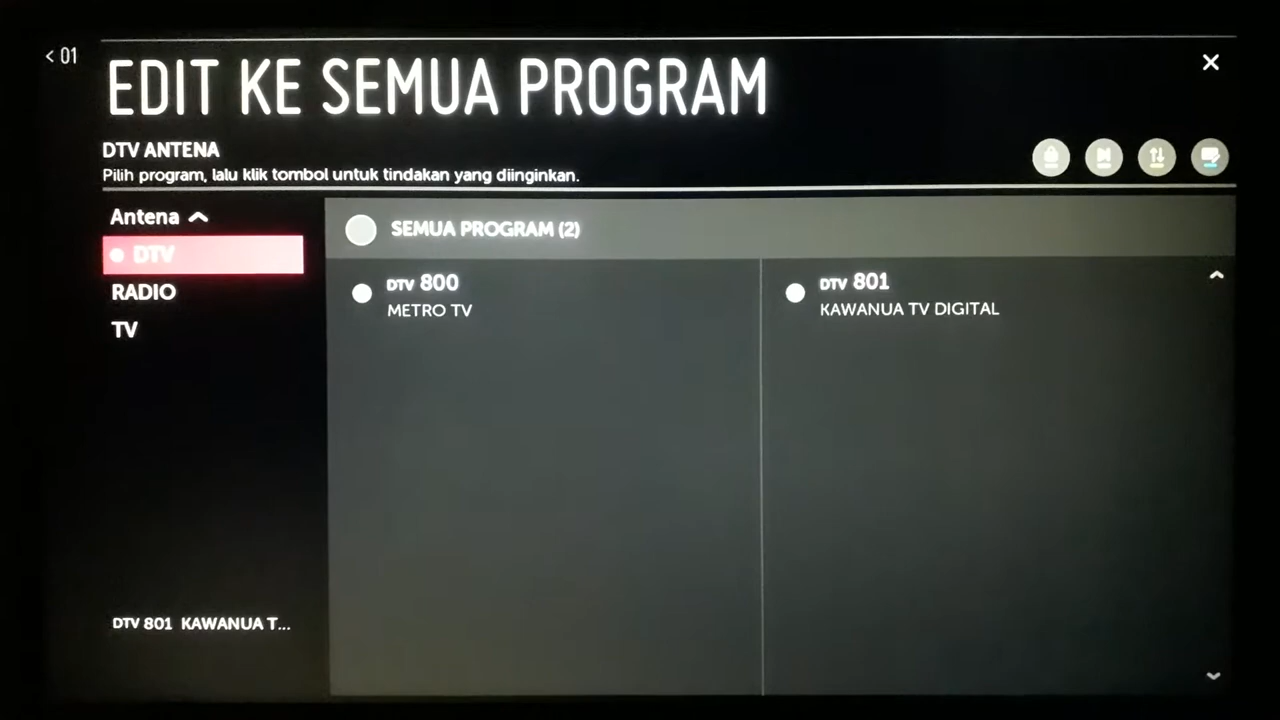 < 01
EDIT KE SEMUA PROGRAM
DTV ANTENA
Pilih program, lalu klik tombol untuk tindakan yang diinginkan.
Antena
DTV
RADIO
TV
SEMUA PROGRAM (2)
DTV 800
METRO TV
DTV 801
KAWANUA TV DIGITAL
DTV 801 KAWANUA T...